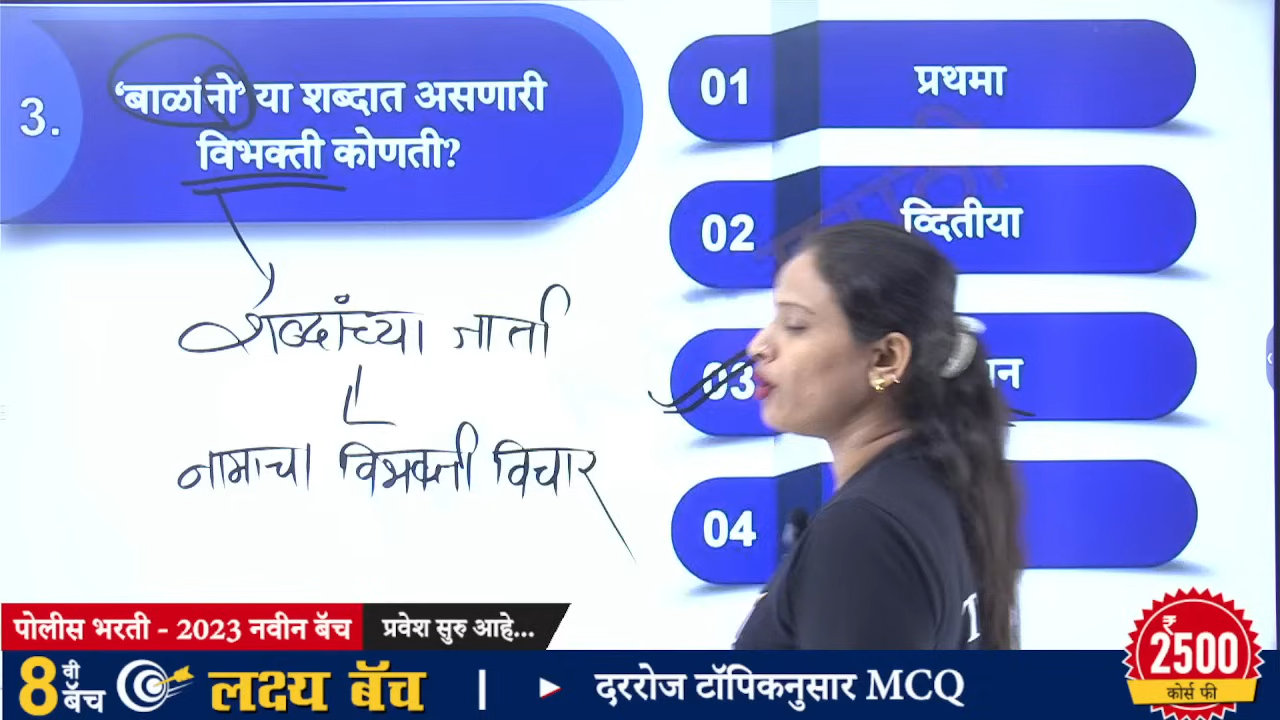 3.
‘बाळांनो’ या शब्दात असणारी
विभक्ती कोणती?
01
प्रथमा
02
व्दितीया
03
न
04
शब्दांच्या जाती
नामाचा विभक्ती विचार
पोलीस भरती - 2023 नवीन बॅच
प्रवेश सुरु आहे...
8 वी बॅच
लक्ष्य बॅच
|
दररोज टॉपिकनुसार MCQ
₹
2500
कोर्स फी